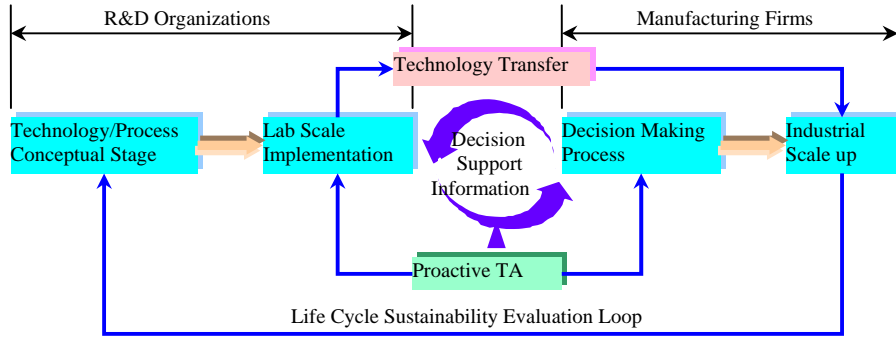 R&D Organizations
Manufacturing Firms
Technology Transfer
Technology/Process
Conceptual Stage
Lab Scale
Implementation
Decision
Support
Information
Decision Making
Process
Industrial
Scale up
Proactive TA
Life Cycle Sustainability Evaluation Loop